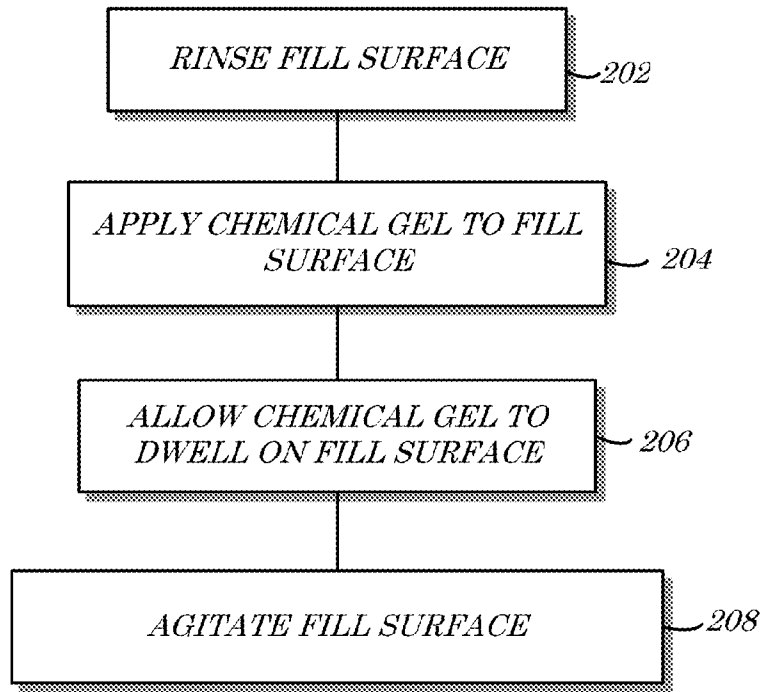 RINSE FILL SURFACE
202
APPLY CHEMICAL GEL TO FILL
SURFACE
204
ALLOW CHEMICAL GEL TO
DWELL ON FILL SURFACE
206
AGITATE FILL SURFACE
208